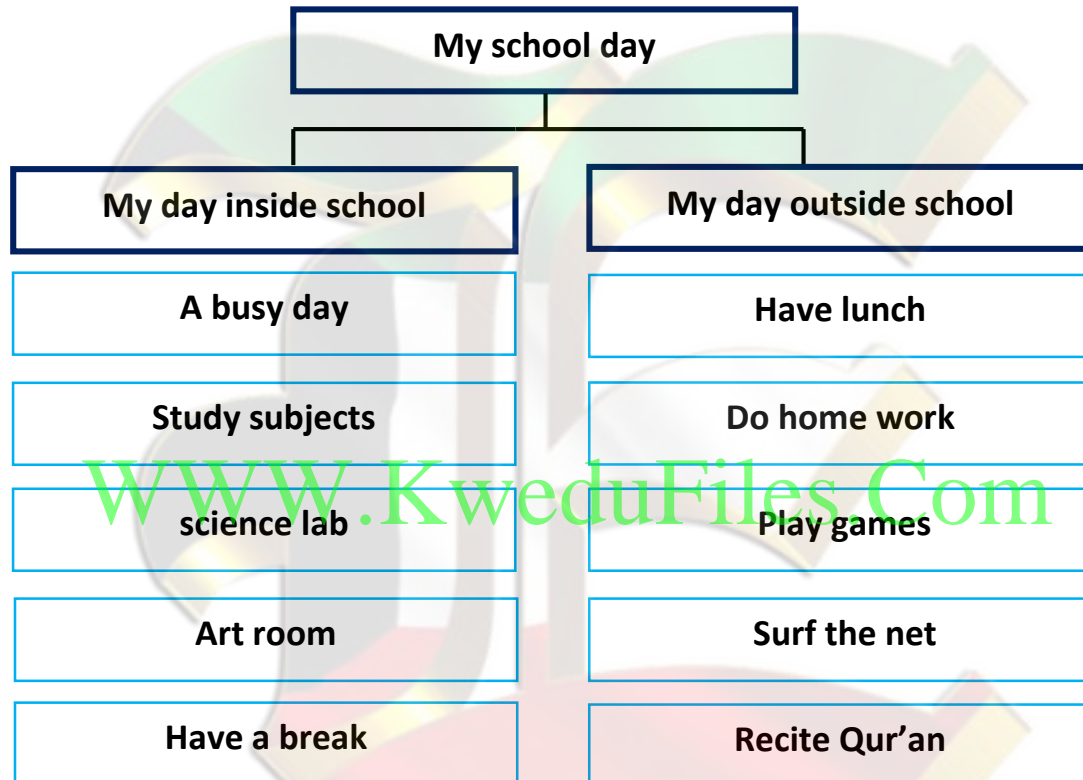 My school day
My day inside school
My day outside school
A busy day
Have lunch
Study subjects
Do home work
WWW.KweduFiles.Com
science lab
Play games
Art room
Surf the net
Have a break
Recite Qur’an